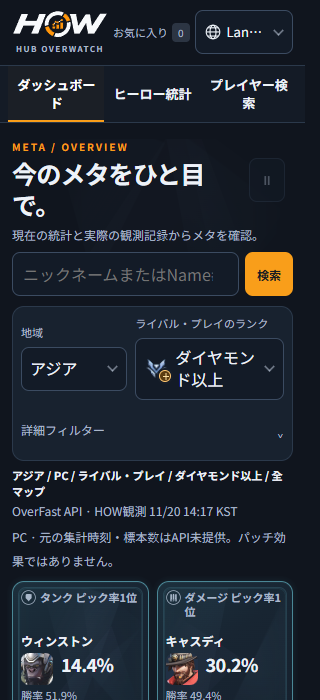 HOW
HUB OVERWATCH
お気に入り 0
Lan…
ダッシュボード
ヒーロー統計
プレイヤー検索
META / OVERVIEW
今のメタをひと目
で。
現在の統計と実際の観測記録からメタを確認。
ニックネームまたはName
検索
地域
アジア
ライバル・プレイのランク
ダイヤモン
ド以上
詳細フィルター
アジア / PC / ライバル・プレイ / ダイヤモンド以上 / 全
マップ
OverFast API · HOW観測 11/20 14:17 KST
PC · 元の集計時刻・標本数はAPI未提供。パッチ効
果ではありません。
タンク ピック率1位
ウィンストン
14.4%
勝率 51.9%
ダメージ ピック率1
位
キャスディ
30.2%
勝率 49.4%